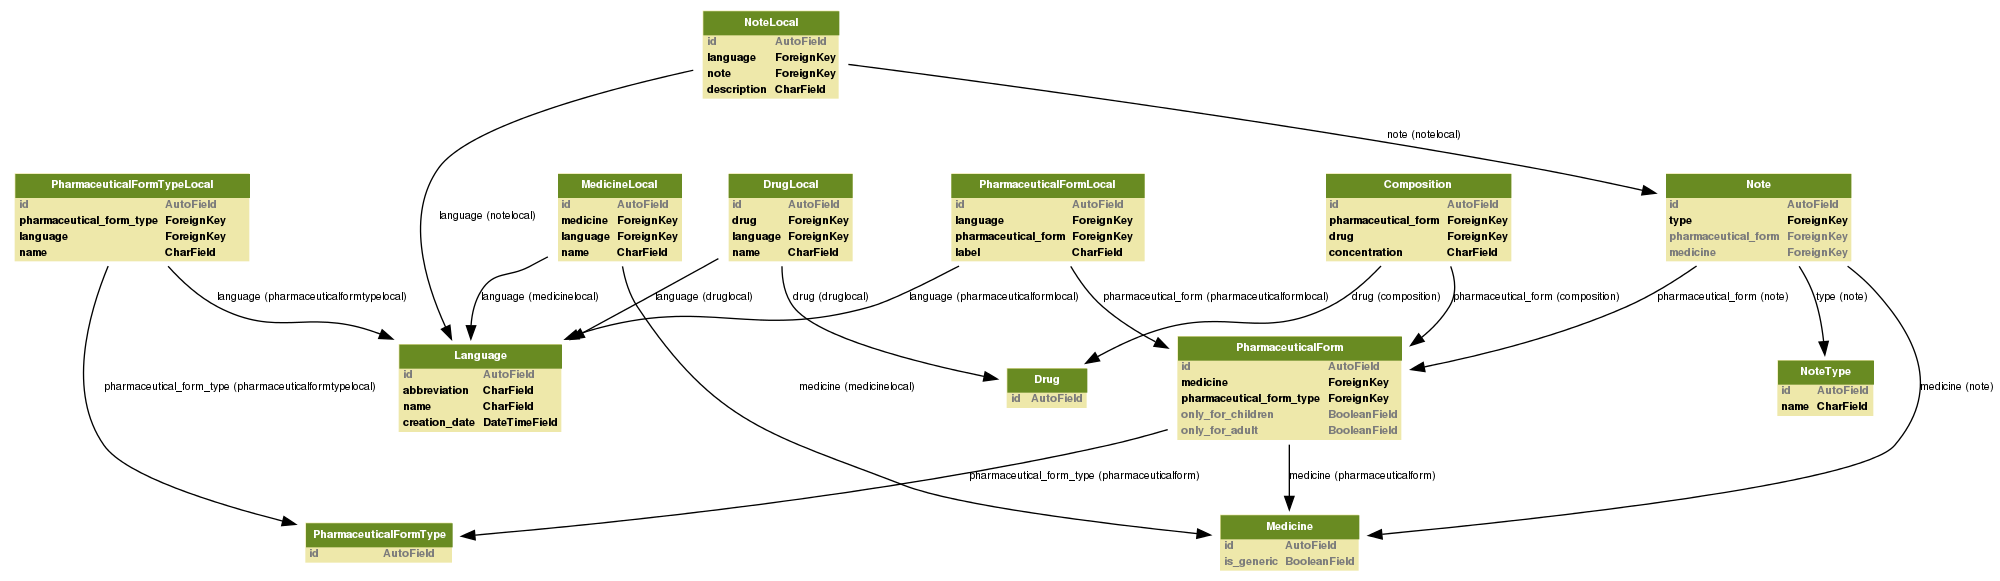 NoteLocal
id AutoField
language ForeignKey
note ForeignKey
description CharField
note (notelocal)
PharmaceuticalFormTypeLocal
id AutoField
pharmaceutical_form_type ForeignKey
language ForeignKey
name CharField
language (notelocal)
MedicineLocal
id AutoField
medicine ForeignKey
language ForeignKey
name CharField
DrugLocal
id AutoField
drug ForeignKey
language ForeignKey
name CharField
PharmaceuticalFormLocal
id AutoField
language ForeignKey
pharmaceutical_form ForeignKey
label CharField
Composition
id AutoField
pharmaceutical_form ForeignKey
drug ForeignKey
concentration CharField
Note
id AutoField
type ForeignKey
pharmaceutical_form ForeignKey
medicine ForeignKey
language (pharmaceuticalformtypelocal)
language (medicinelocal)
language (druglocal)
drug (druglocal)
language (pharmaceuticalformlocal)
pharmaceutical_form (pharmaceuticalformlocal)
drug (composition)
pharmaceutical_form (composition)
pharmaceutical_form (note)
type (note)
Language
id AutoField
abbreviation CharField
name CharField
creation_date DateTimeField
Drug
id AutoField
PharmaceuticalForm
id AutoField
medicine ForeignKey
pharmaceutical_form_type ForeignKey
only_for_children BooleanField
only_for_adult BooleanField
NoteType
id AutoField
name CharField
pharmaceutical_form_type (pharmaceuticalformtypelocal)
medicine (medicinelocal)
medicine (note)
pharmaceutical_form_type (pharmaceuticalform)
medicine (pharmaceuticalform)
PharmaceuticalFormType
id AutoField
Medicine
id AutoField
is_generic BooleanField